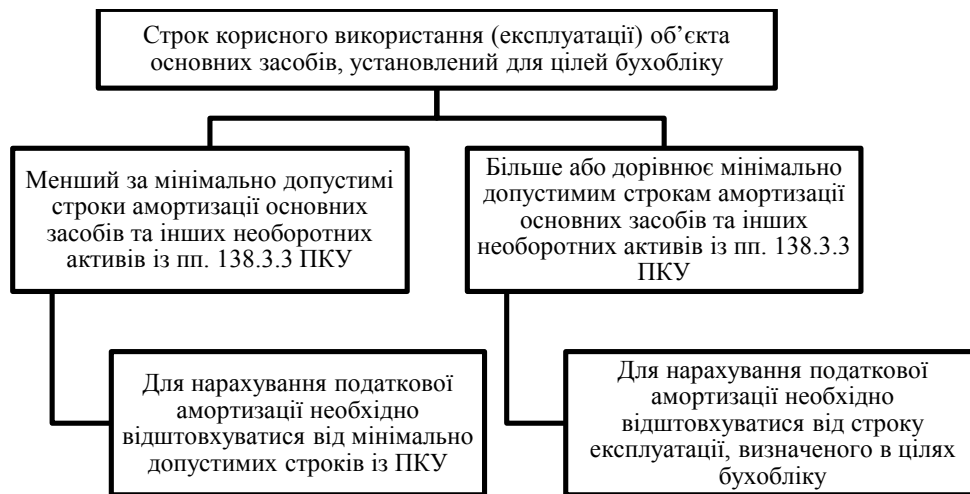 Строк корисного використання (експлуатації) об’єкта
основних засобів, установлений для цілей бухобліку
Менший за мінімально допустимі
строки амортизації основних
засобів та інших необоротних
активів із пп. 138.3.3 ПКУ
Більше або дорівнює мінімально
допустимим строкам амортизації
основних засобів та інших
необоротних активів із пп. 138.3.3
ПКУ
Для нарахування податкової
амортизації необхідно
відштовхуватися від мінімально
допустимих строків із ПКУ
Для нарахування податкової
амортизації необхідно
відштовхуватися від строку
експлуатації, визначеного в цілях
бухобліку